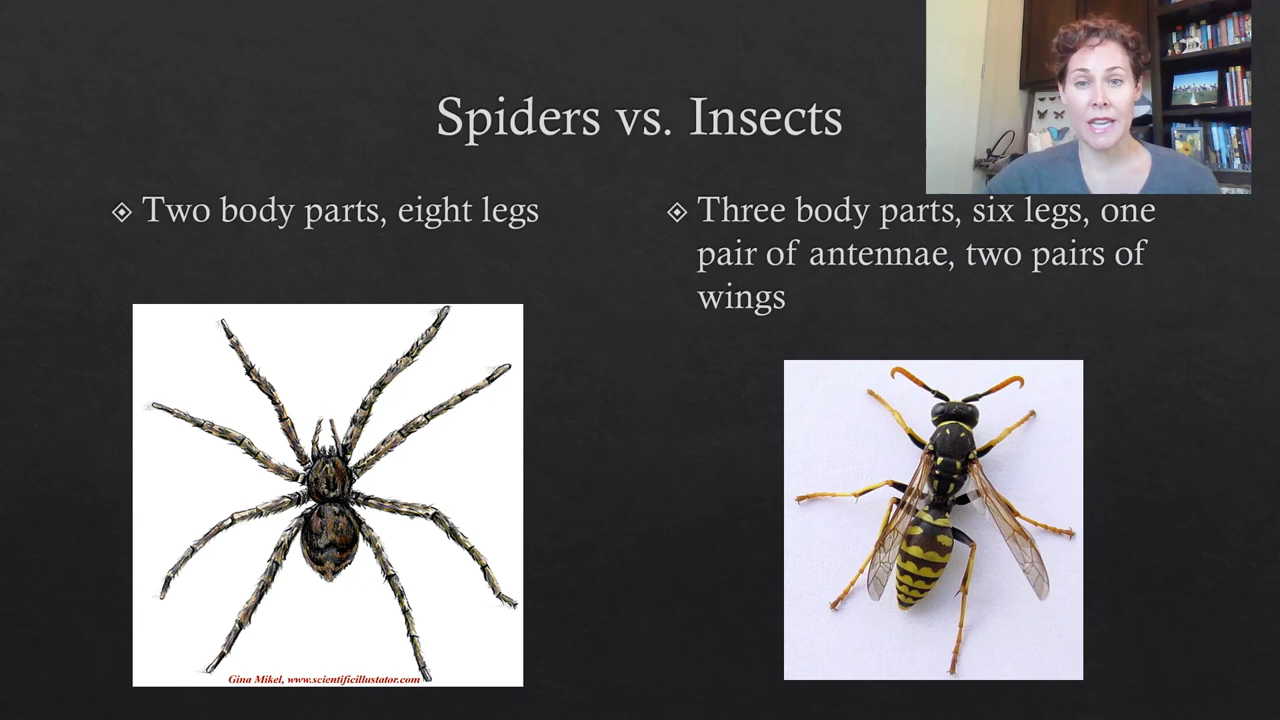 Spiders vs. Insects
Two body parts, eight legs
Three body parts, six legs, one
pair of antennae, two pairs of
wings
Gina Mikel, www.scientificillustator.com